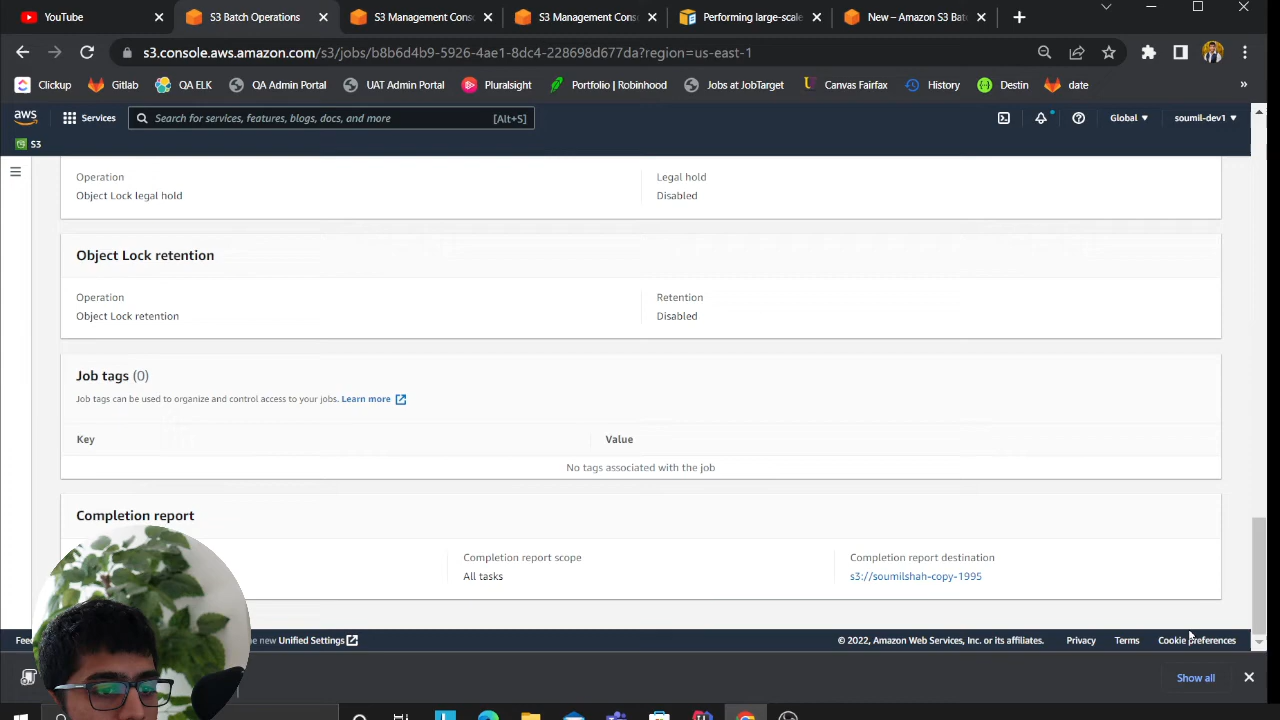 YouTube
S3 Batch Operations
S3 Management Cons
S3 Management Cons
Performing large-scale
New – Amazon S3 Bat
s3.console.aws.amazon.com/s3/jobs/b8b6d4b9-5926-4ae1-8dc4-228698d677da?region=us-east-1
Clickup
Gitlab
QA ELK
QA Admin Portal
UAT Admin Portal
Pluralsight
Portfolio | Robinhood
Jobs at JobTarget
Canvas Fairfax
History
Destin
date
»
aws
Services
Search for services, features, blogs, docs, and more
[Alt+S]
Global
soumil-dev1
S3
Operation
Legal hold
Object Lock legal hold
Disabled
Object Lock retention
Operation
Retention
Object Lock retention
Disabled
Job tags (0)
Job tags can be used to organize and control access to your jobs. Learn more
Key
Value
No tags associated with the job
Completion report
Completion report scope
Completion report destination
All tasks
s3://soumilshah-copy-1995
new Unified Settings
© 2022, Amazon Web Services, Inc. or its affiliates.
Privacy
Terms
Cookie preferences
Show all